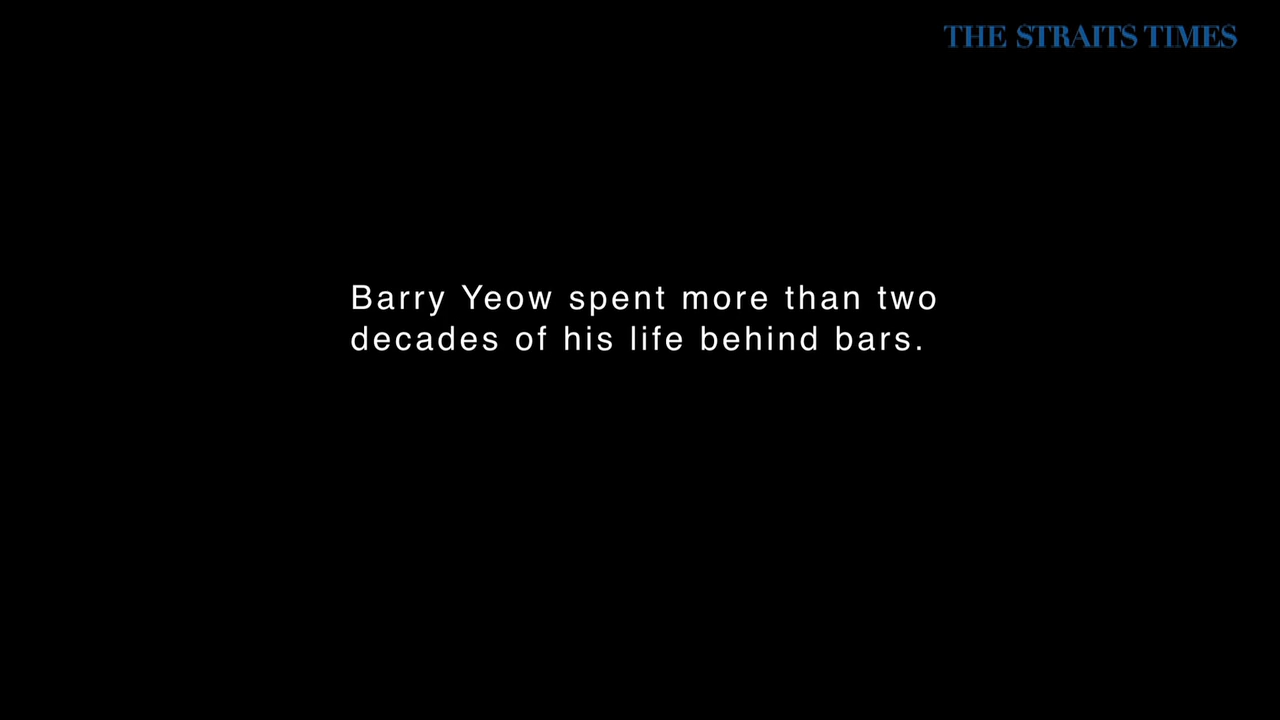 THE STRAITS TIMES
Barry Yeow spent more than two
decades of his life behind bars.